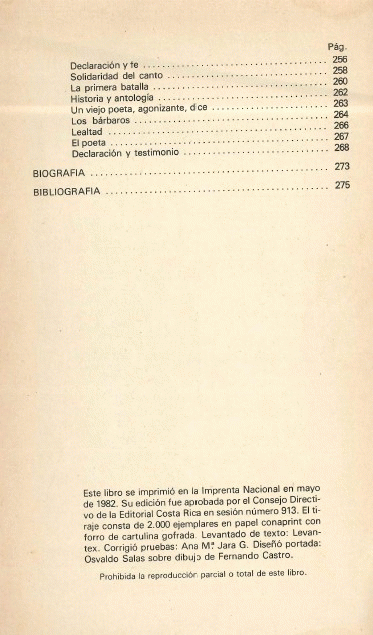 Pág.
Declaración y fe ........................................ 256
Solidaridad del canto ................................... 258
La primera batalla ...................................... 260
Historia y antología .................................... 262
Un viejo poeta, agonizante, dice ........................ 263
Los bárbaros ............................................ 264
Lealtad ................................................. 266
El poeta ................................................ 267
Declaración y testimonio ................................ 268
BIOGRAFIA ............................................... 273
BIBLIOGRAFIA ............................................ 275
Este libro se imprimió en la Imprenta Nacional en mayo
de 1982. Su edición fue aprobada por el Consejo Directi-
vo de la Editorial Costa Rica en sesión número 913. El ti-
raje consta de 2.000 ejemplares en papel conaprint con
forro de cartulina gofrada. Levantado de texto: Levan-
tex. Corrigió pruebas: Ana Mª Jara G. Diseñó portada:
Osvaldo Salas sobre dibujo de Fernando Castro.
Prohibida la reproducción parcial o total de este libro.